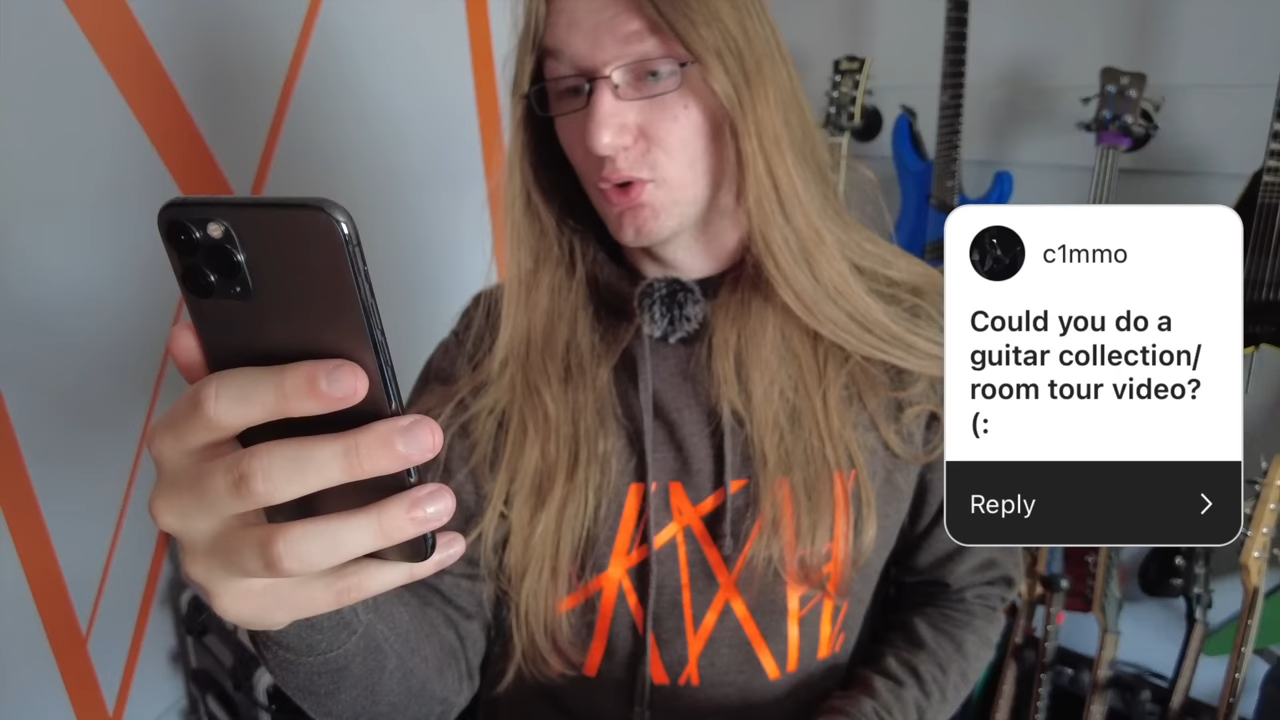 c1mmo
Could you do a
guitar collection/
room tour video?
(:
Reply